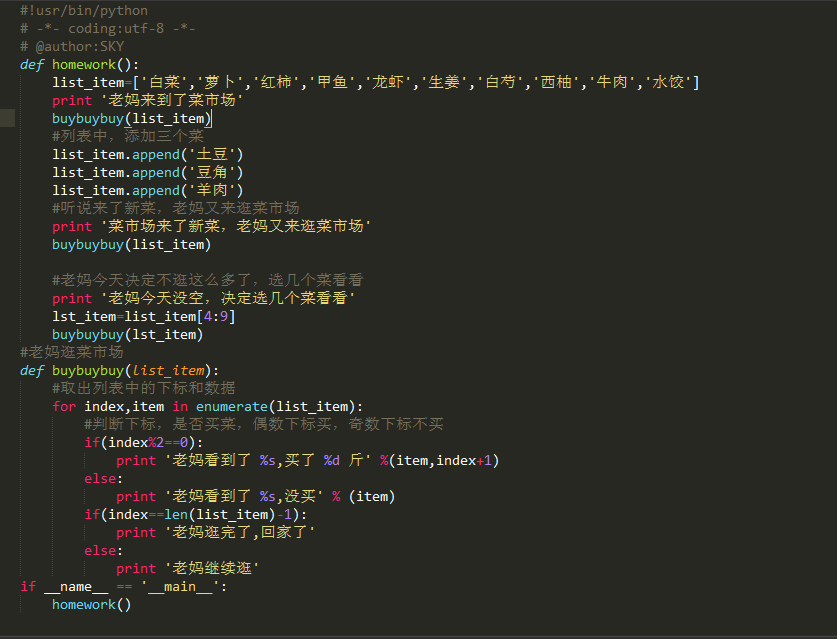 #!usr/bin/python
# -*- coding:utf-8 -*-
# @author:SKY
def homework():
    list_item=['白菜','萝卜','红柿','甲鱼','龙虾','生姜','白芍','西柚','牛肉','水饺']
    print '老妈来到了菜市场'
    buybuybuy(list_item)
    #列表中，添加三个菜
    list_item.append('土豆')
    list_item.append('豆角')
    list_item.append('羊肉')
    #听说来了新菜，老妈又来逛菜市场
    print '菜市场来了新菜，老妈又来逛菜市场'
    buybuybuy(list_item)

    #老妈今天决定不逛这么多了，选几个菜看看
    print '老妈今天没空，决定选几个菜看看'
    lst_item=list_item[4:9]
    buybuybuy(lst_item)
#老妈逛菜市场
def buybuybuy(list_item):
    #取出列表中的下标和数据
    for index,item in enumerate(list_item):
        #判断下标，是否买菜，偶数下标买，奇数下标不买
        if(index%2==0):
            print '老妈看到了 %s,买了 %d 斤' %(item,index+1)
        else:
            print '老妈看到了 %s,没买' % (item)
        if(index==len(list_item)-1):
            print '老妈逛完了,回家了'
        else:
            print '老妈继续逛'
if __name__ == '__main__':
    homework()